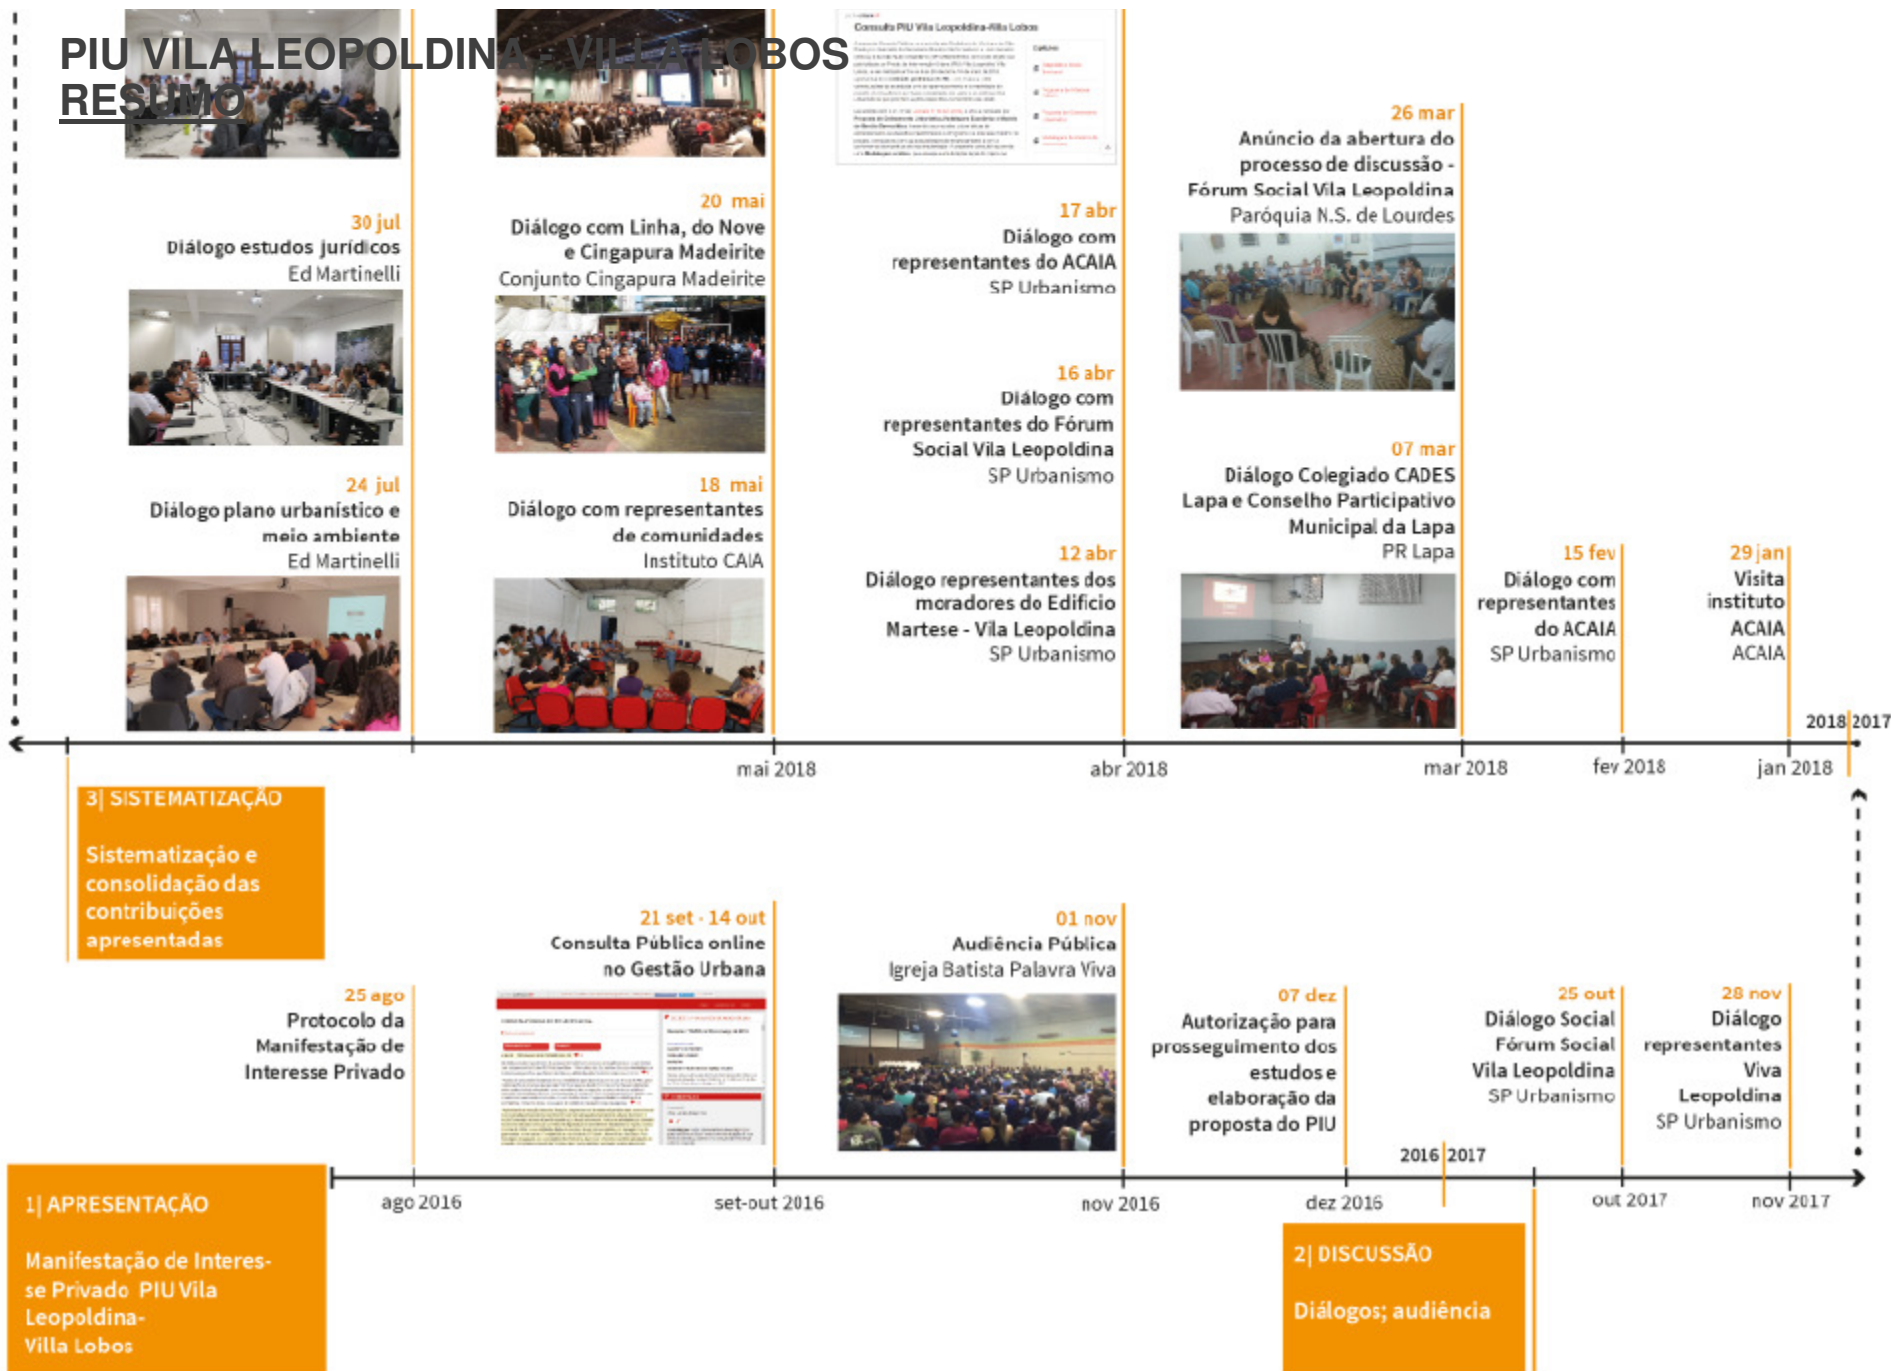 PIU VILA LEOPOLDINA - VILLA LOBOS
RESUMO
Consulta PIU Vila Leopoldina-Villa Lobos
30 jul
Diálogo estudos jurídicos
Ed Martinelli
24 jul
Diálogo plano urbanístico e
meio ambiente
Ed Martinelli
20 mai
Diálogo com Linha, do Nove
e Cingapura Madeirite
Conjunto Cingapura Madeirite
18 mai
Diálogo com representantes
de comunidades
Instituto CAIA
17 abr
Diálogo com
representantes do ACAIA
SP Urbanismo
16 abr
Diálogo com
representantes do Fórum
Social Vila Leopoldina
SP Urbanismo
12 abr
Diálogo representantes dos
moradores do Edificio
Martese - Vila Leopoldina
SP Urbanismo
26 mar
Anúncio da abertura do
processo de discussão -
Fórum Social Vila Leopoldina
Paróquia N.S. de Lourdes
07 mar
Diálogo Colegiado CADES
Lapa e Conselho Participativo
Municipal da Lapa
PR Lapa
15 fev
Diálogo com
representantes
do ACAIA
SP Urbanismo
29 jan
Visita
instituto
ACAIA
ACAIA
2018 2017
mai 2018
abr 2018
mar 2018
fev 2018
jan 2018
3| SISTEMATIZAÇÃO
Sistematização e
consolidação das
contribuições
apresentadas
25 ago
Protocolo da
Manifestação de
Interesse Privado
21 set - 14 out
Consulta Pública online
no Gestão Urbana
01 nov
Audiência Pública
Igreja Batista Palavra Viva
07 dez
Autorização para
prosseguimento dos
estudos e
elaboração da
proposta do PIU
25 out
Diálogo Social
Fórum Social
Vila Leopoldina
SP Urbanismo
28 nov
Diálogo
representantes
Viva
Leopoldina
SP Urbanismo
2016 2017
ago 2016
set-out 2016
nov 2016
dez 2016
out 2017
nov 2017
1| APRESENTAÇÃO
Manifestação de Interes-
se Privado PIU Vila
Leopoldina-
Villa Lobos
2| DISCUSSÃO
Diálogos; audiência